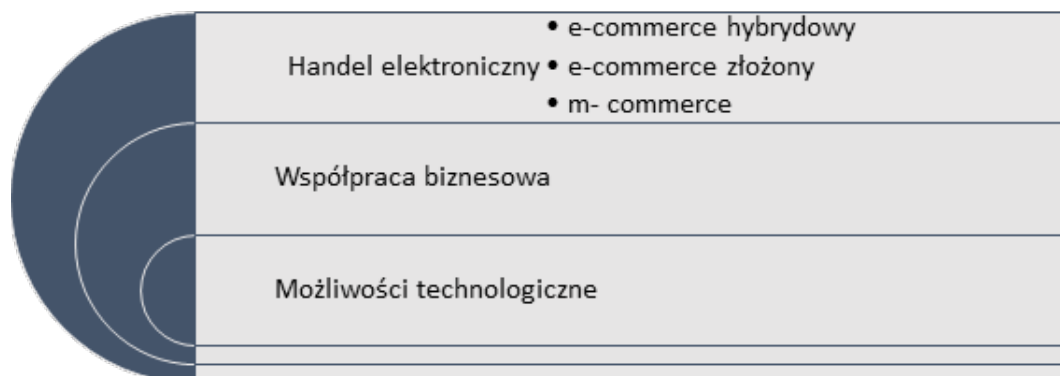 • e-commerce hybrydowy
Handel elektroniczny • e-commerce złożony
• m- commerce
Współpraca biznesowa
Możliwości technologiczne